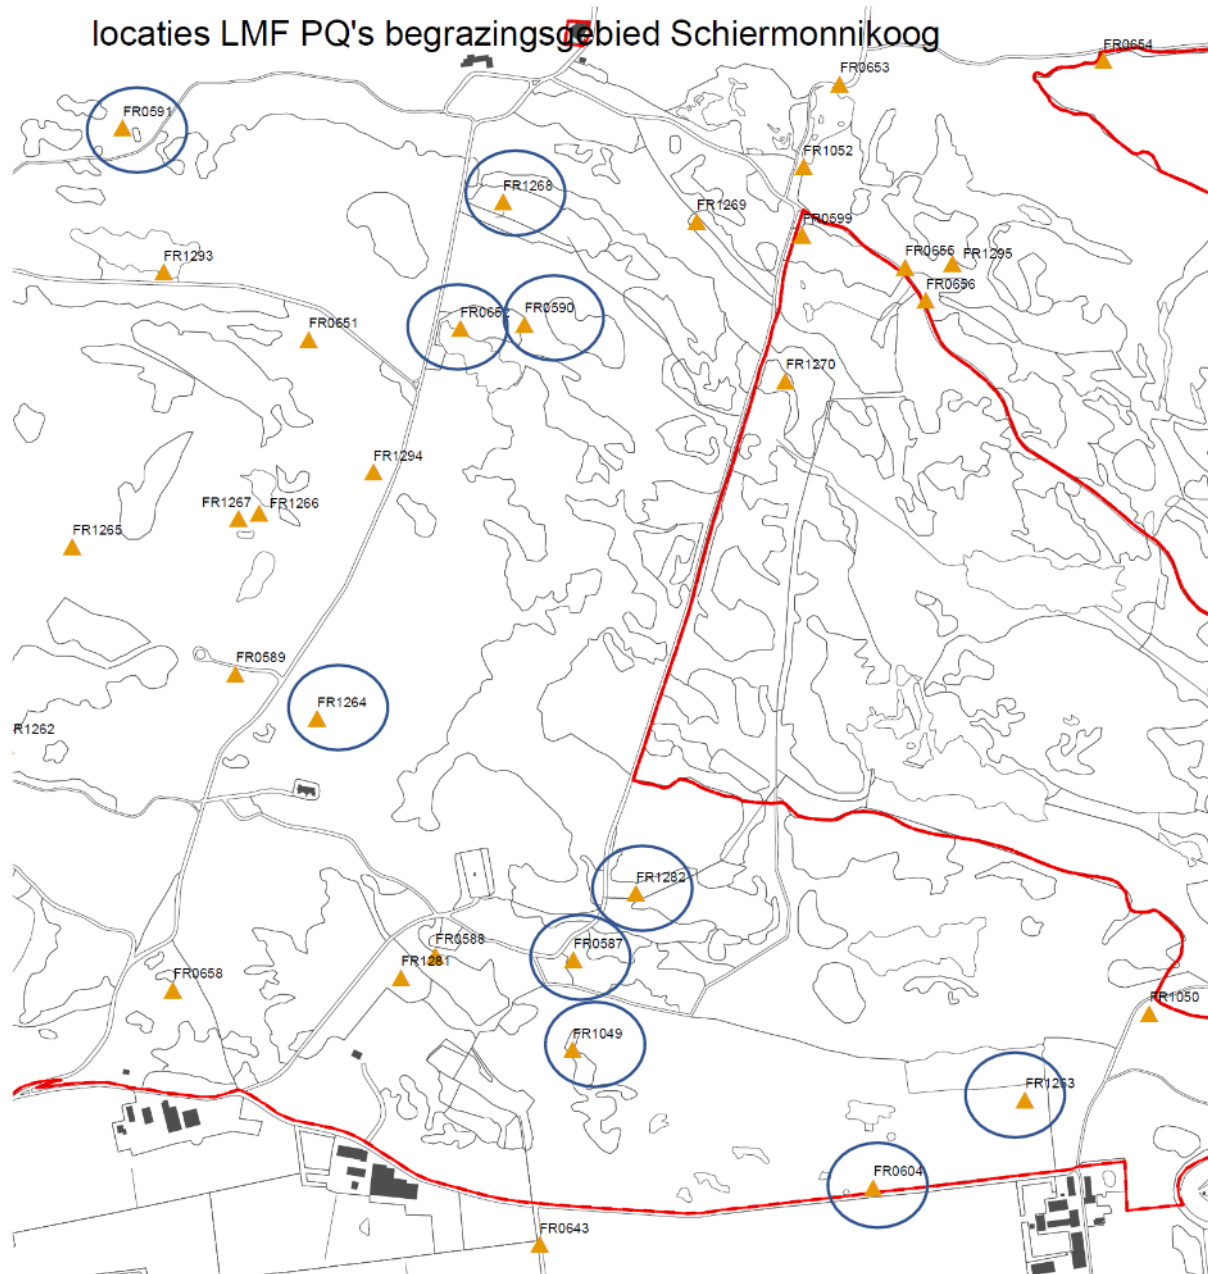 locaties LMF PQ's begrazingsgebied Schiermonnikoog
FR0654
FR0653
FR0591
FR1052
FR1268
FR1269
FR0599
FR1293
FR0656 FR1295
FR0656
FR0651
FR0652 FR0590
FR1270
FR1294
FR1267 FR1266
FR1265
FR0589
FR1264
R1262
FR1282
FR0588
FR0587
FR1281
FR0658
FR1050
FR1049
FR1263
FR0604
FR0643